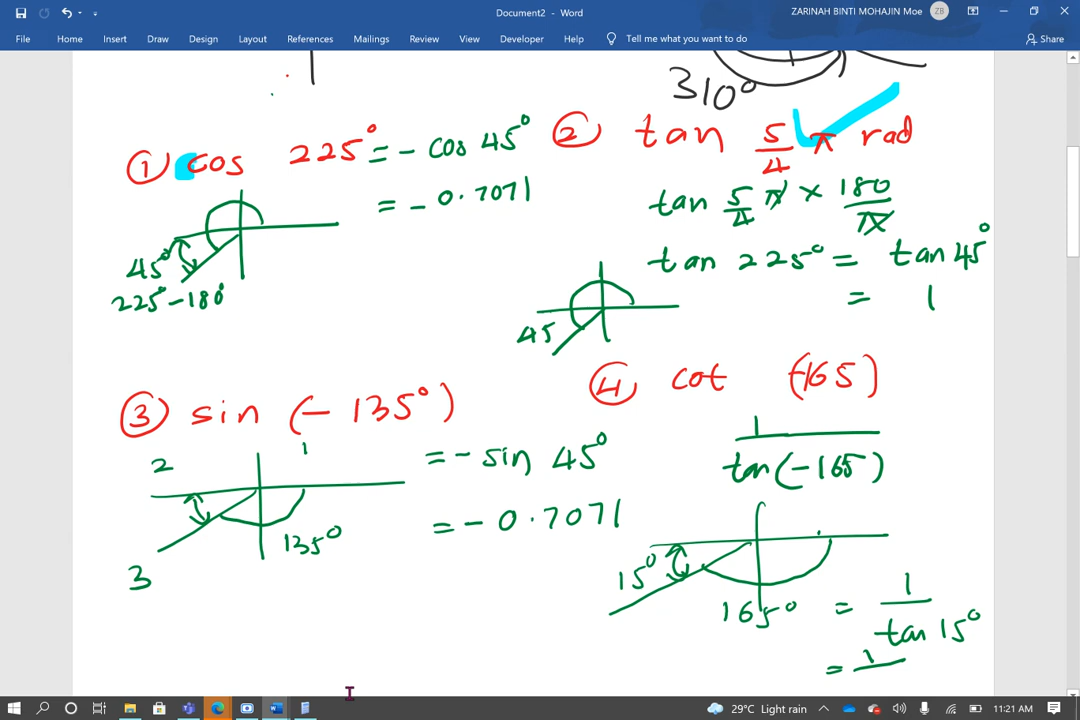 Document2 - Word
ZARINAH BINTI MOHAJIN Moe ZB
File Home Insert Draw Design Layout References Mailings Review View Developer Help Tell me what you want to do Share
310°
① cos 225° = - cos 45°
= - 0.7071
45°
225° - 180°
② tan 5/4 π rad
tan 5/4 π × 180/π
tan 225° = tan 45°
= 1
45
③ sin (- 135°)
2 1
3
135°
= - sin 45°
= - 0.7071
④ cot (-165)
1/tan(-165)
15°
165°
= 1/tan 15°
= 1
29°C Light rain
11:21 AM